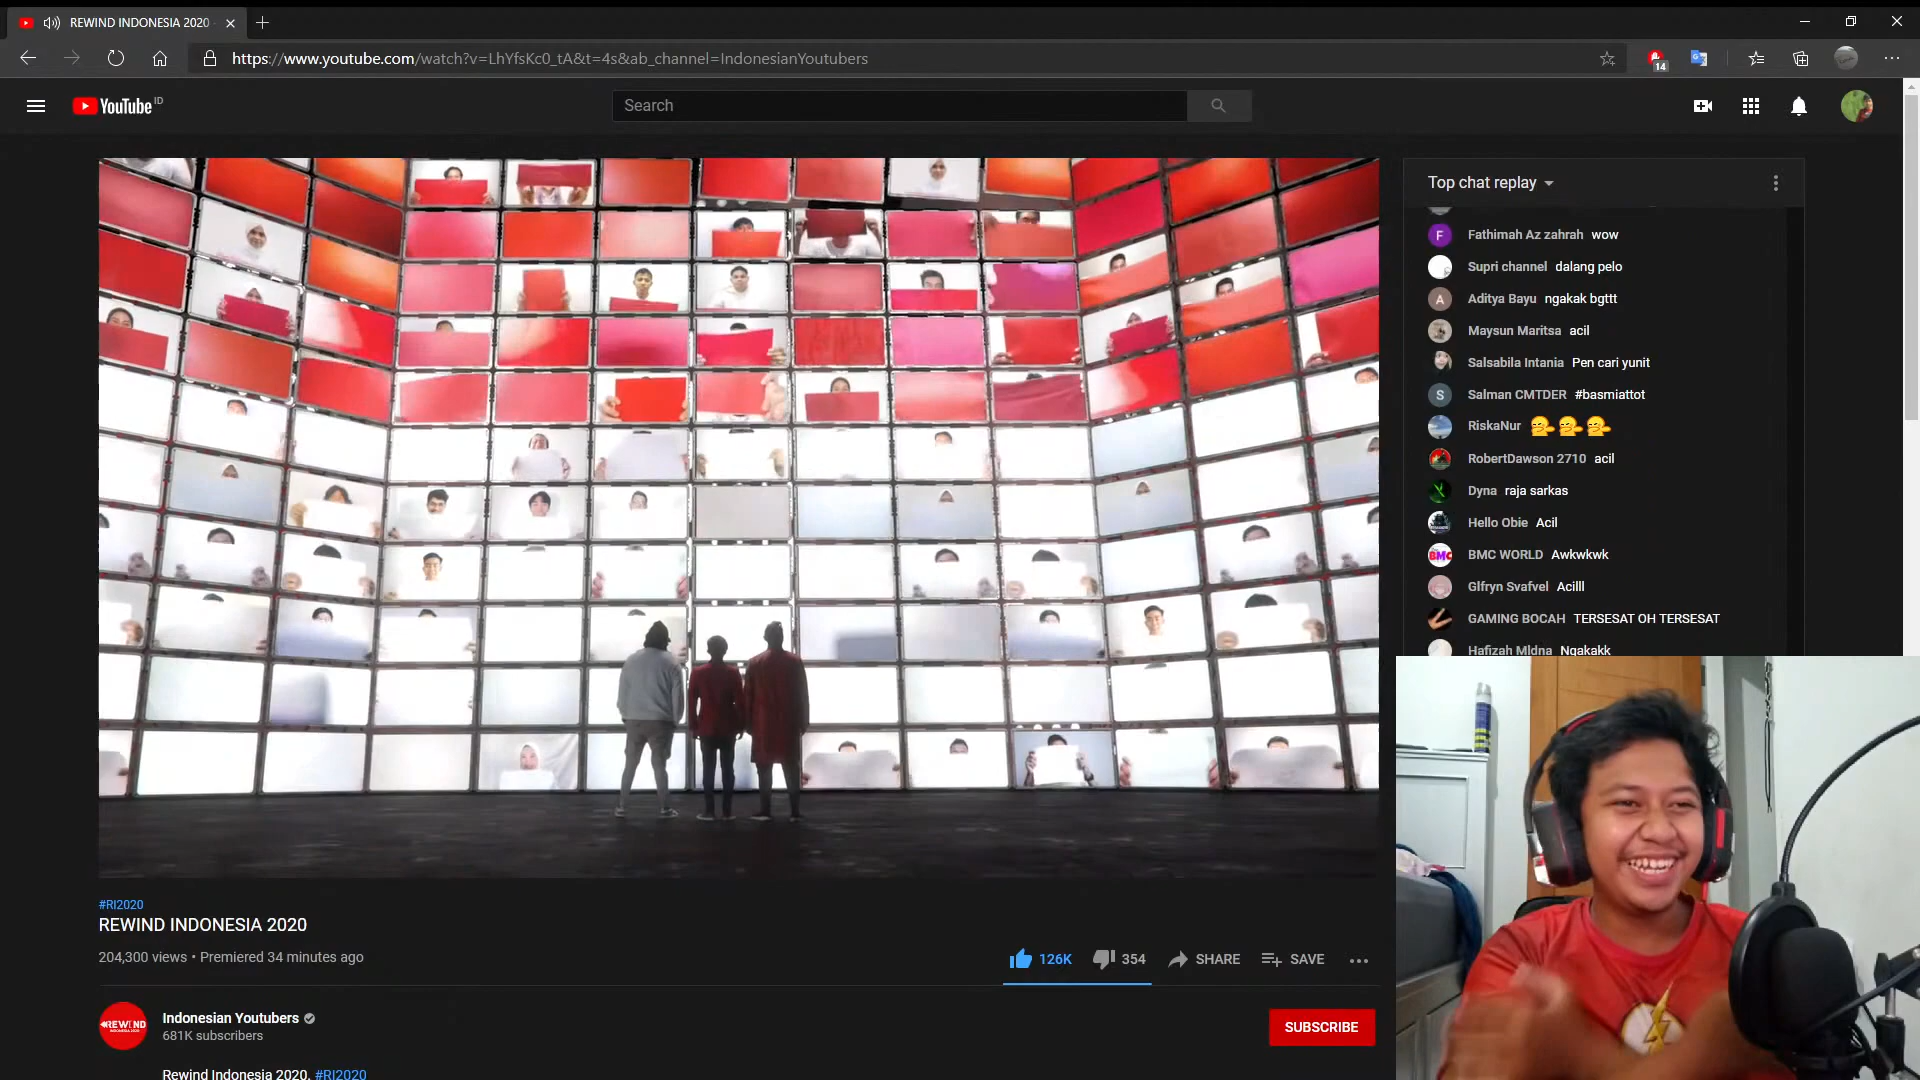 REWIND INDONESIA 2020
https://www.youtube.com/watch?v=LhYfsKc0_tA&t=4s&ab_channel=IndonesianYoutubers
14
YouTube ID
Search
Top chat replay
Fathimah Az zahrah wow
Supri channel dalang pelo
Aditya Bayu ngakak bgttt
Maysun Maritsa acil
Salsabila Intania Pen cari yunit
Salman CMTDER #basmiattot
RiskaNur
RobertDawson 2710 acil
Dyna raja sarkas
Hello Obie Acil
BMC WORLD Awkwkwk
Glfryn Svafvel Acilll
GAMING BOCAH TERSESAT OH TERSESAT
Hafizah Mldna Ngakakk
#RI2020
REWIND INDONESIA 2020
204,300 views • Premiered 34 minutes ago
126K 354 SHARE SAVE
REWIND
Indonesian Youtubers
681K subscribers
SUBSCRIBE
Rewind Indonesia 2020. #RI2020